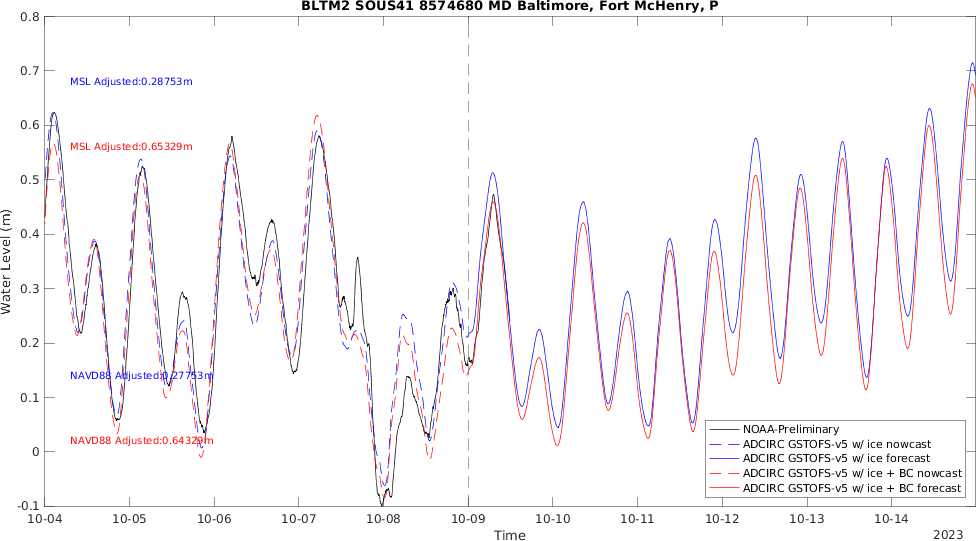 BLTM2 SOUS41 8574680 MD Baltimore, Fort McHenry, P
0.8
0.7
0.6
0.5
0.4
0.3
0.2
0.1
0
-0.1
Water Level (m)
MSL Adjusted:0.28753m
MSL Adjusted:0.65329m
NAVD88 Adjusted:0.27753m
NAVD88 Adjusted:0.64329m
NOAA-Preliminary
ADCIRC GSTOFS-v5 w/ ice nowcast
ADCIRC GSTOFS-v5 w/ ice forecast
ADCIRC GSTOFS-v5 w/ ice + BC nowcast
ADCIRC GSTOFS-v5 w/ ice + BC forecast
10-04 10-05 10-06 10-07 10-08 10-09 10-10 10-11 10-12 10-13 10-14
Time
2023